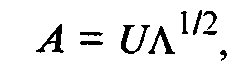 A = UΛ^{1/2},